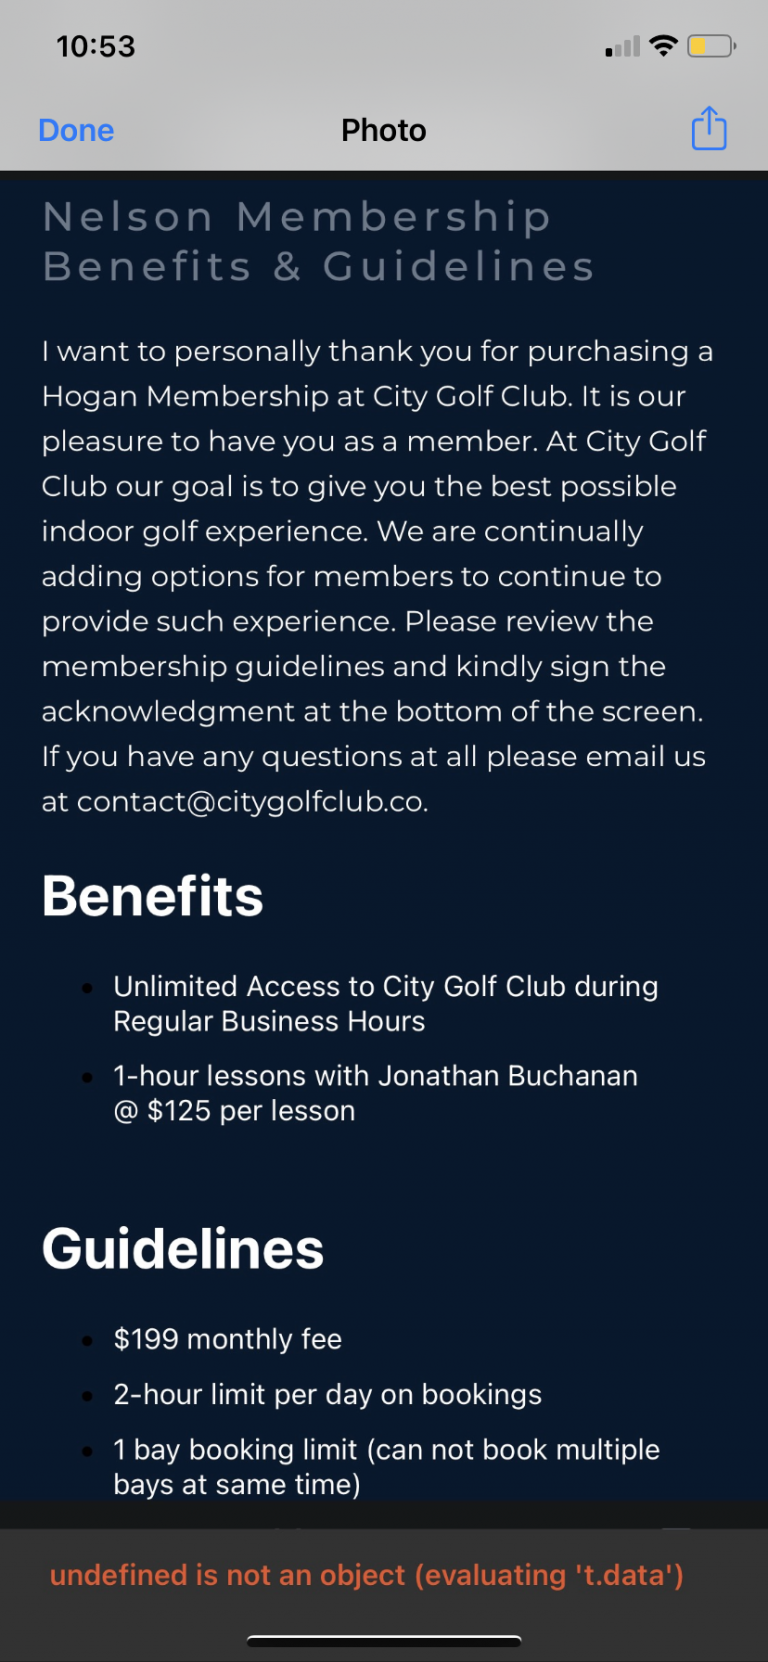 10:53
Done
Photo
Nelson Membership
Benefits & Guidelines
I want to personally thank you for purchasing a
Hogan Membership at City Golf Club. It is our
pleasure to have you as a member. At City Golf
Club our goal is to give you the best possible
indoor golf experience. We are continually
adding options for members to continue to
provide such experience. Please review the
membership guidelines and kindly sign the
acknowledgment at the bottom of the screen.
If you have any questions at all please email us
at contact@citygolfclub.co.
Benefits
Unlimited Access to City Golf Club during
Regular Business Hours
1-hour lessons with Jonathan Buchanan
@ $125 per lesson
Guidelines
$199 monthly fee
2-hour limit per day on bookings
1 bay booking limit (can not book multiple
bays at same time)
undefined is not an object (evaluating 't.data')